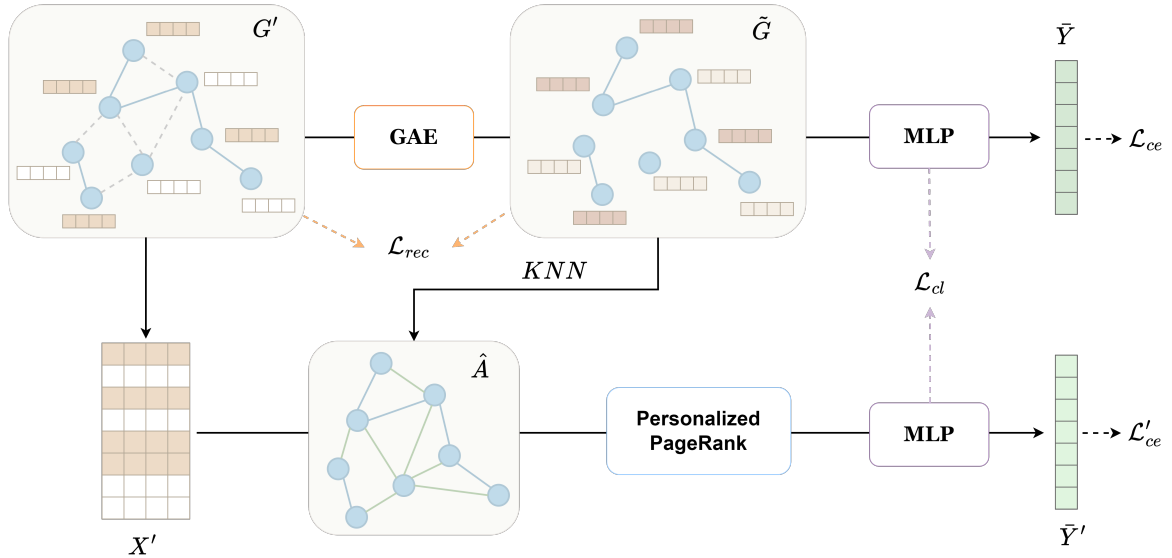 G′
G̃
Ȳ
GAE
MLP
ℒce
ℒrec
KNN
ℒcl
Â
Personalized
PageRank
MLP
ℒ′ce
X′
Ȳ′